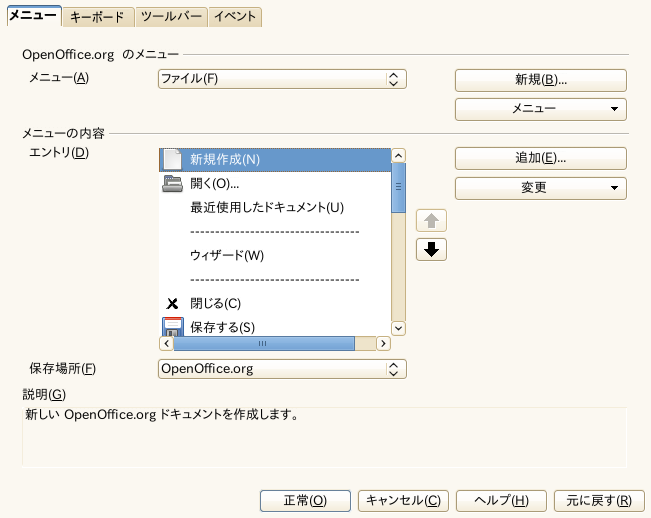 メニュー キーボード ツールバー イベント
OpenOffice.org のメニュー
メニュー(A) ファイル(F) 新規(B)...
メニュー
メニューの内容
エントリ(D) 新規作成(N) 追加(E)...
開く(O)... 変更
最近使用したドキュメント(U)
----------------------------------
ウィザード(W)
----------------------------------
閉じる(C)
保存する(S)
保存場所(F) OpenOffice.org
説明(G)
新しい OpenOffice.org ドキュメントを作成します。
正常(O) キャンセル(C) ヘルプ(H) 元に戻す(R)